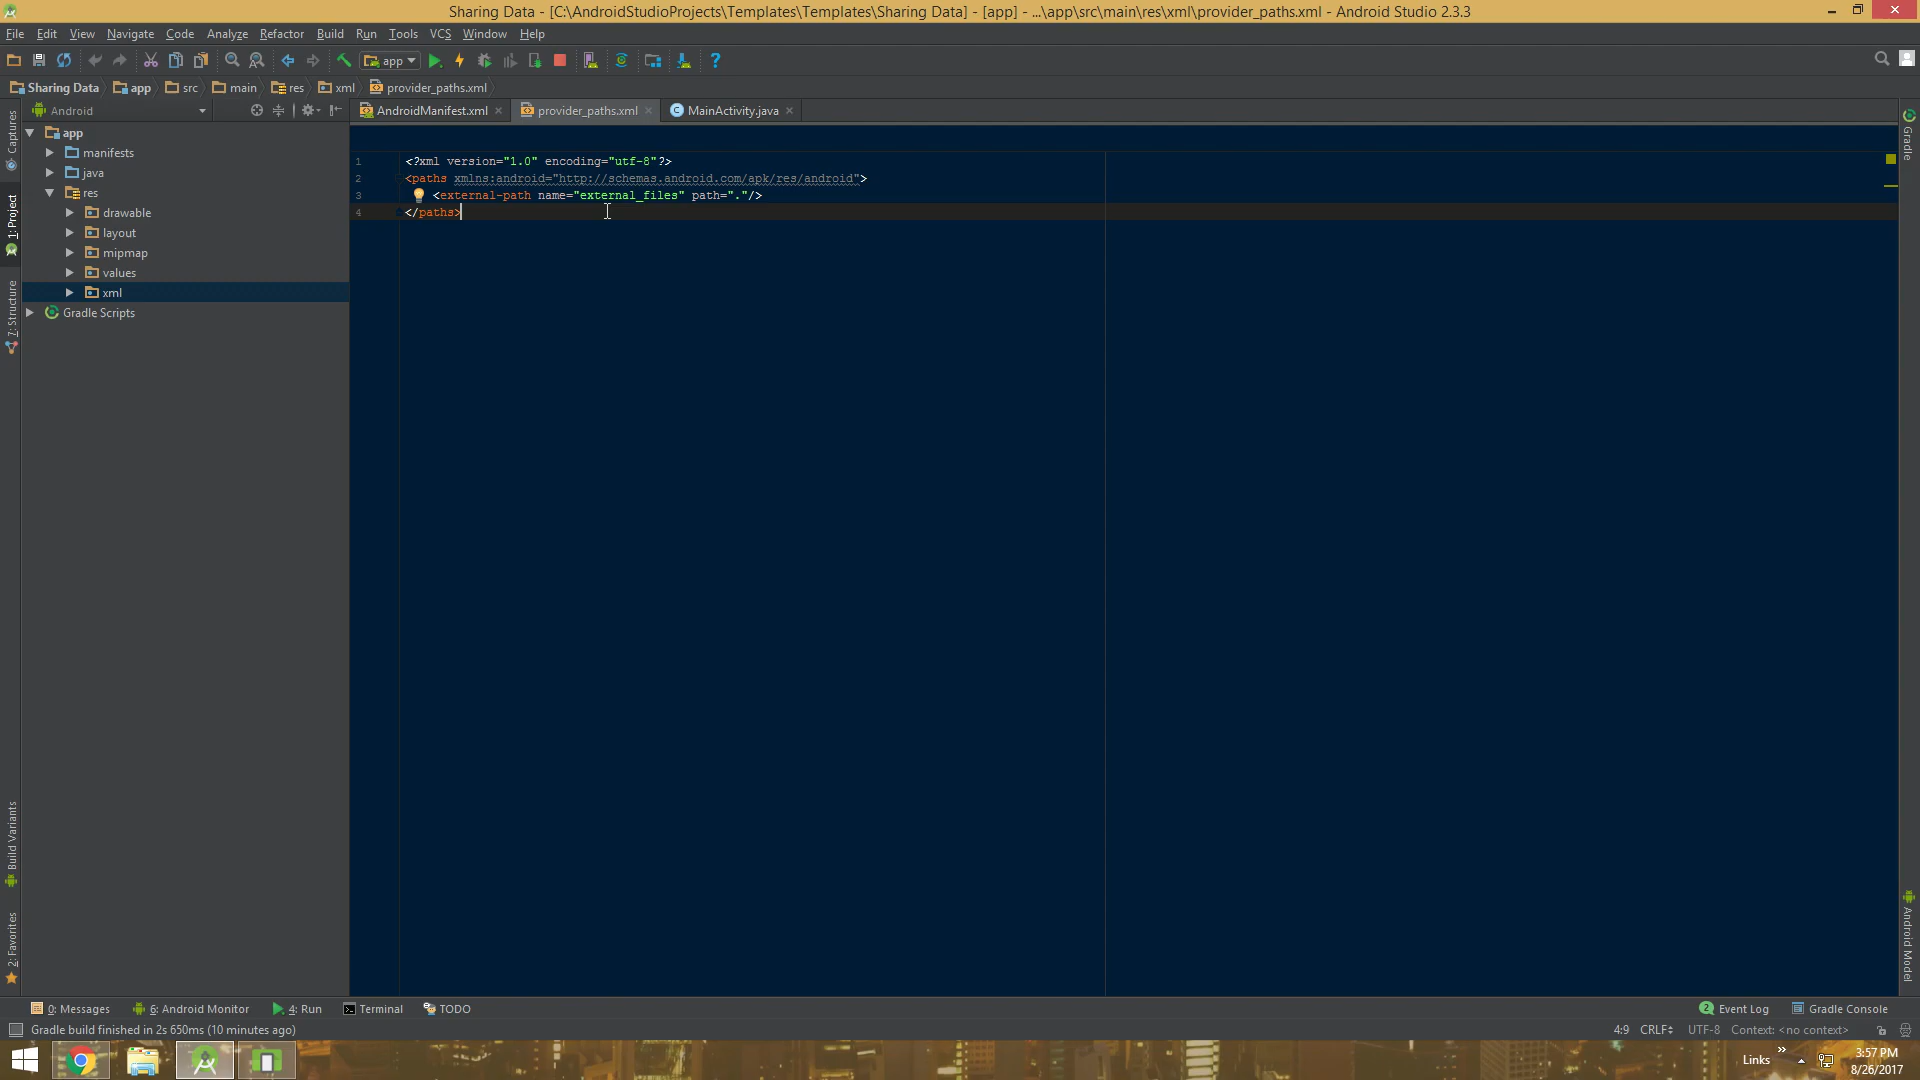 Sharing Data - [C:\AndroidStudioProjects\Templates\Templates\Sharing Data] - [app] - ...\app\src\main\res\xml\provider_paths.xml - Android Studio 2.3.3
File Edit View Navigate Code Analyze Refactor Build Run Tools VCS Window Help
app
Sharing Data app src main res xml provider_paths.xml
Android
AndroidManifest.xml provider_paths.xml MainActivity.java
app
manifests
java
res
drawable
layout
mipmap
values
xml
Gradle Scripts
1 <?xml version="1.0" encoding="utf-8"?>
2 <paths xmlns:android="http://schemas.android.com/apk/res/android">
3 <external-path name="external_files" path="."/>
4 </paths>
Captures
1: Project
7: Structure
Build Variants
2: Favorites
Gradle
Android Model
0: Messages 6: Android Monitor 4: Run Terminal TODO
2 Event Log Gradle Console
Gradle build finished in 2s 650ms (10 minutes ago)
4:9 CRLF UTF-8 Context: <no context>
Links
3:57 PM
8/26/2017